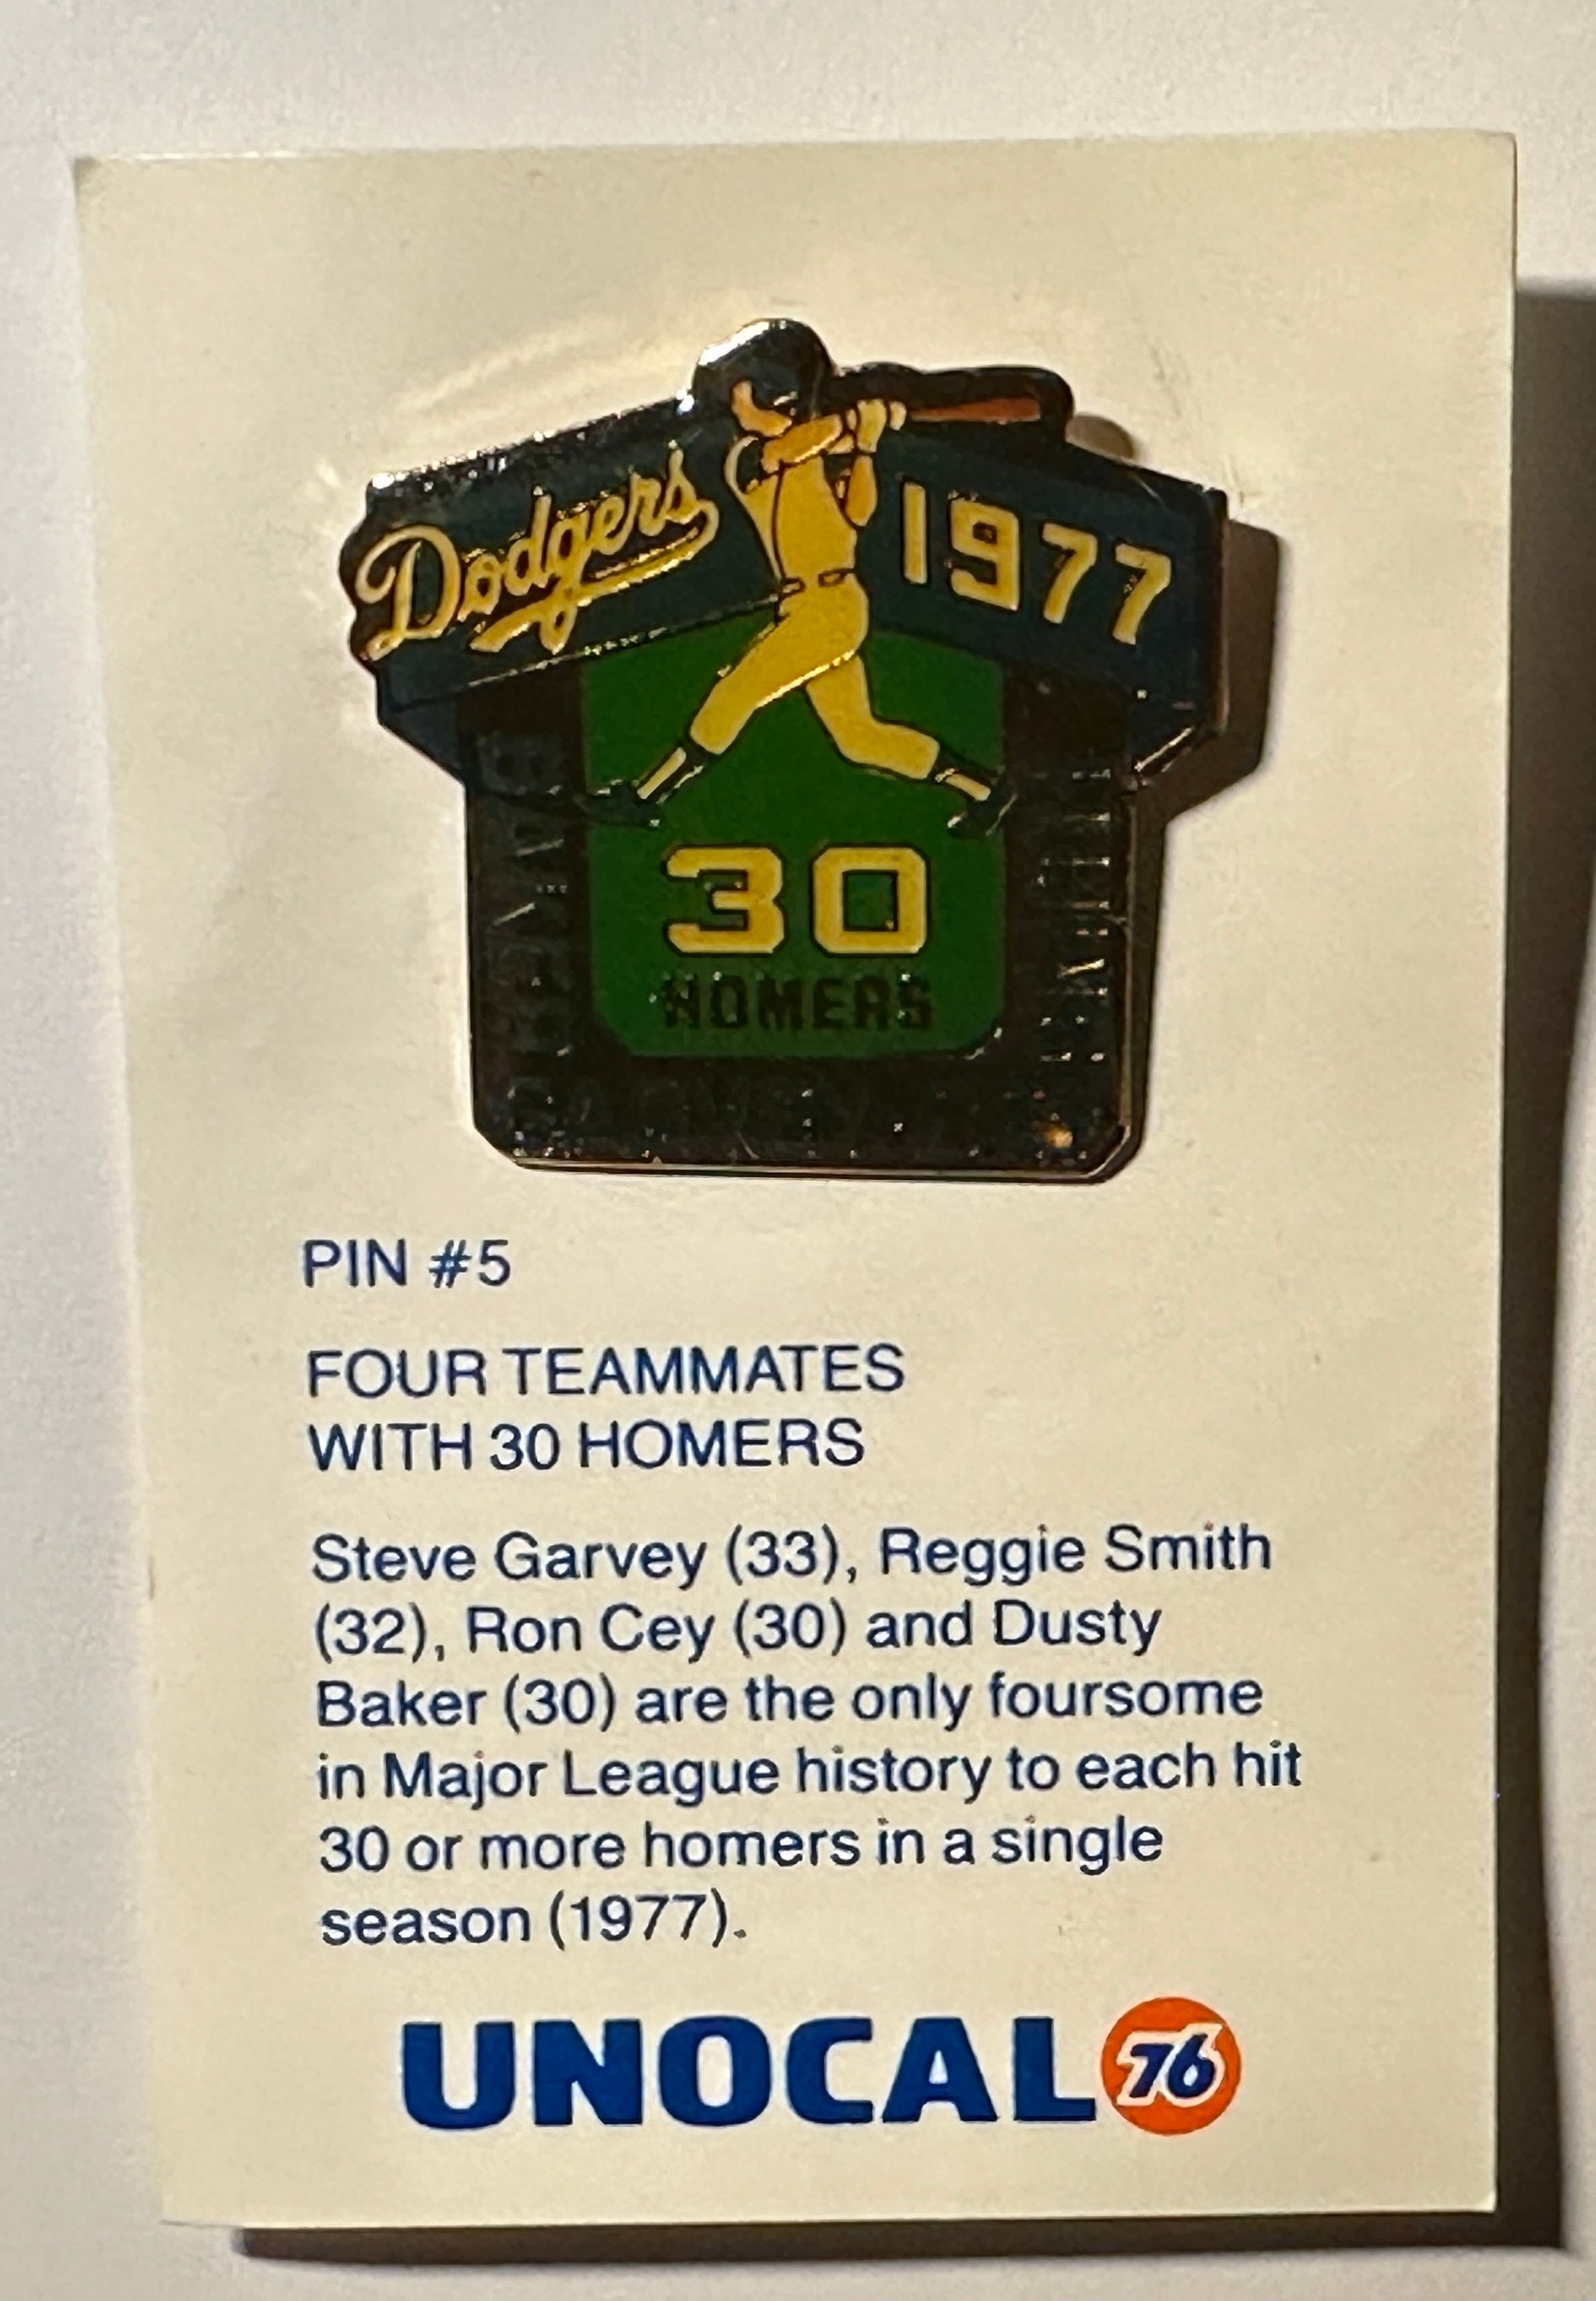 Dodgers
1977
30
HOMERS
PIN #5
FOUR TEAMMATES
WITH 30 HOMERS
Steve Garvey (33), Reggie Smith
(32), Ron Cey (30) and Dusty
Baker (30) are the only foursome
in Major League history to each hit
30 or more homers in a single
season (1977).
UNOCAL 76